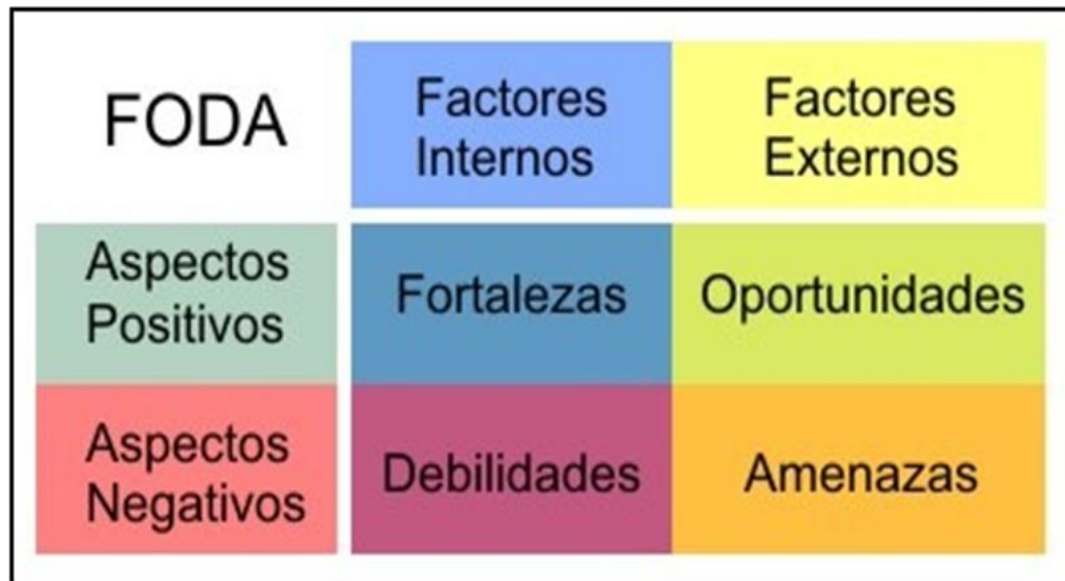 FODA
Factores
Internos
Factores
Externos
Aspectos
Positivos
Fortalezas
Oportunidades
Aspectos
Negativos
Debilidades
Amenazas